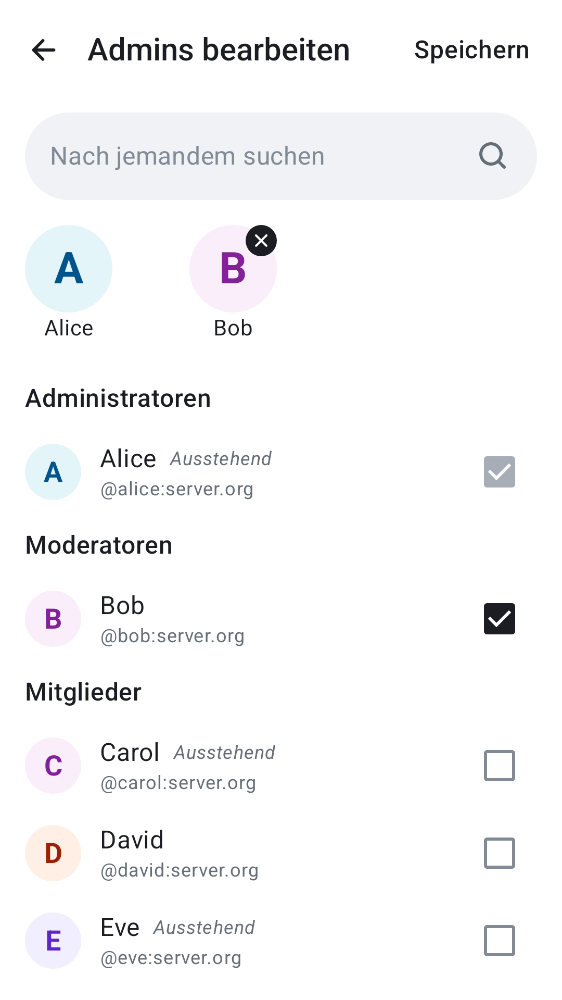 Admins bearbeiten Speichern
Nach jemandem suchen
A B
Alice Bob
Administratoren
A Alice Ausstehend
@alice:server.org
Moderatoren
B Bob
@bob:server.org
Mitglieder
C Carol Ausstehend
@carol:server.org
D David
@david:server.org
E Eve Ausstehend
@eve:server.org